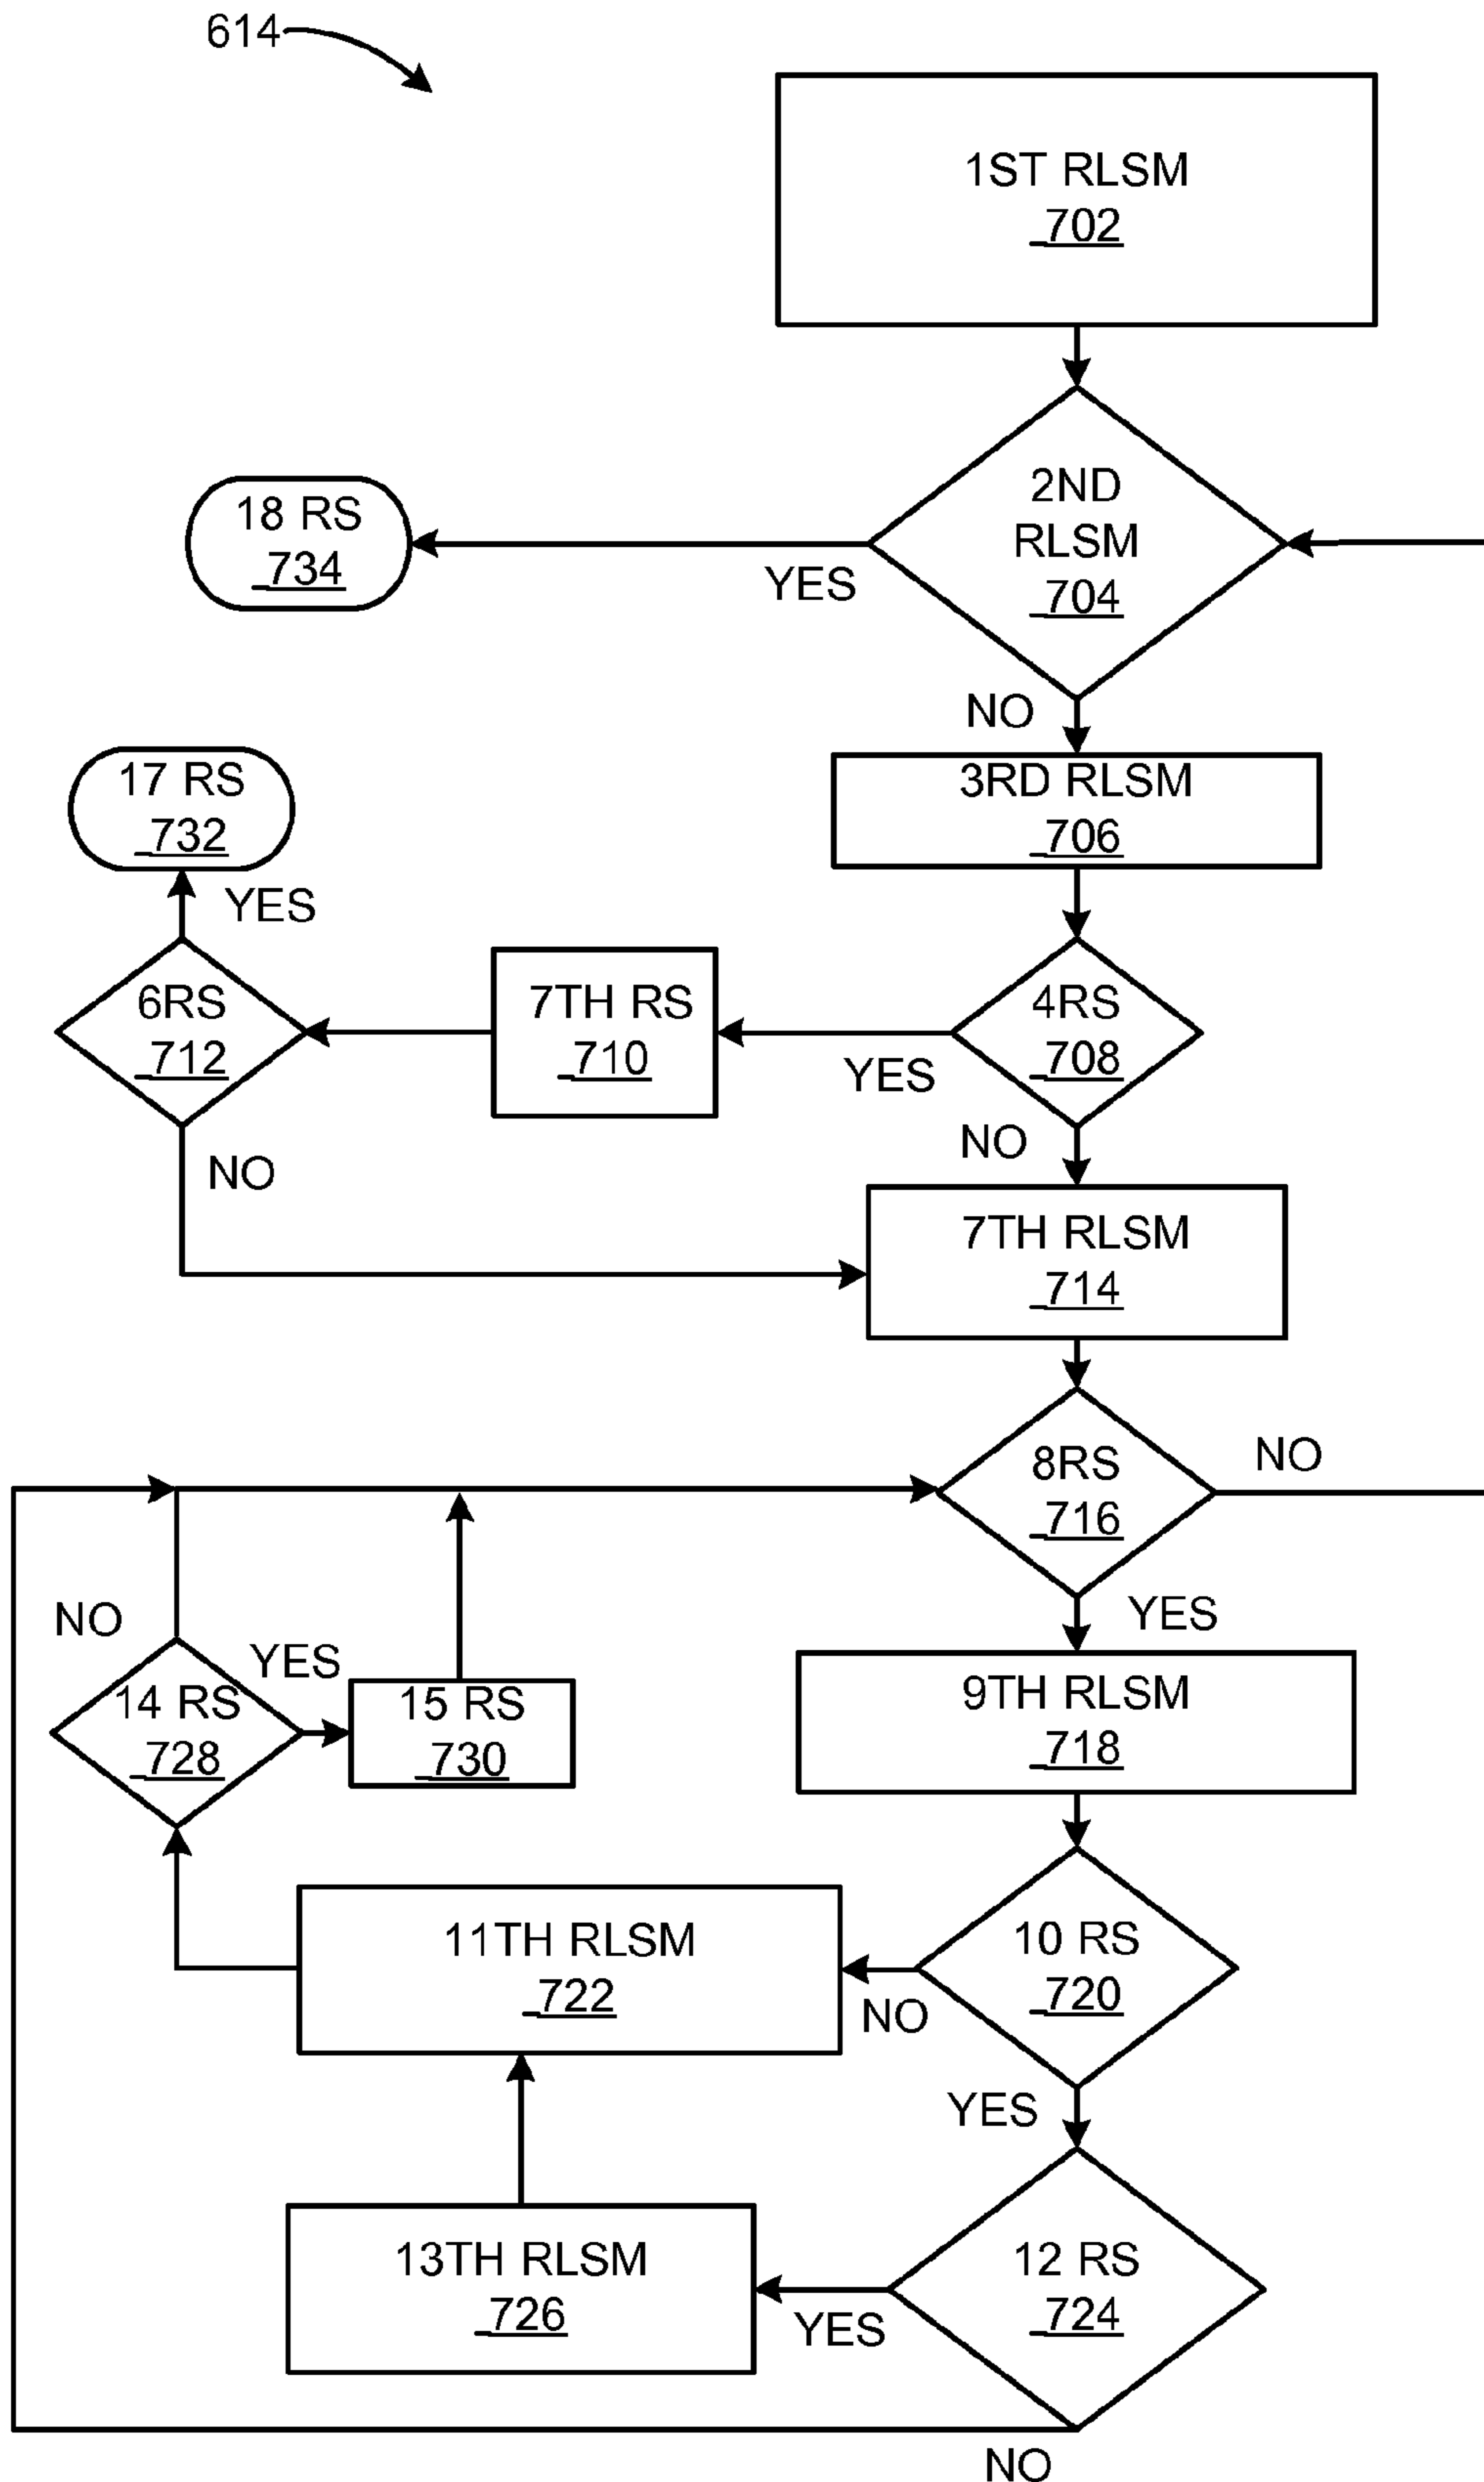 614
1ST RLSM
702
2ND
RLSM
704
YES
18 RS
734
NO
3RD RLSM
706
17 RS
732
YES
6RS
712
7TH RS
710
4RS
708
YES
NO
NO
7TH RLSM
714
8RS
716
NO
YES
NO
YES
14 RS
728
15 RS
730
9TH RLSM
718
11TH RLSM
722
10 RS
720
NO
YES
13TH RLSM
726
12 RS
724
YES
NO